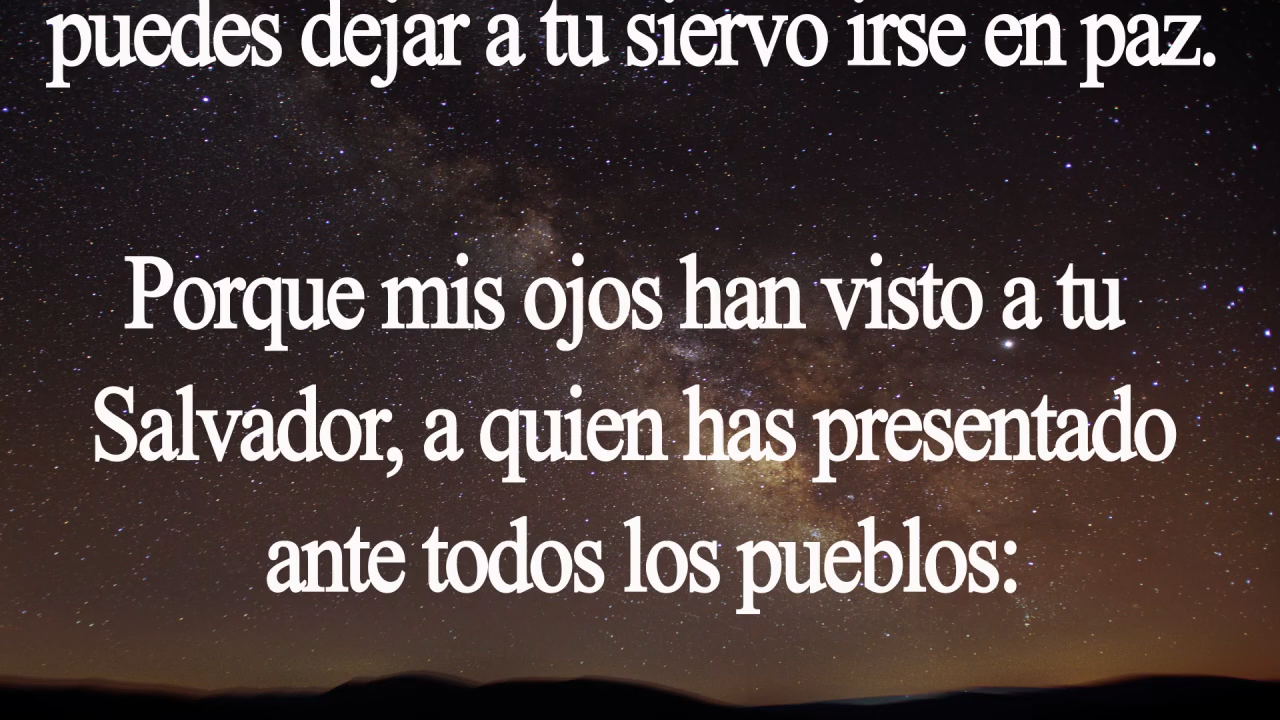 puedes dejar a tu siervo irse en paz.
Porque mis ojos han visto a tu
Salvador, a quien has presentado
ante todos los pueblos: